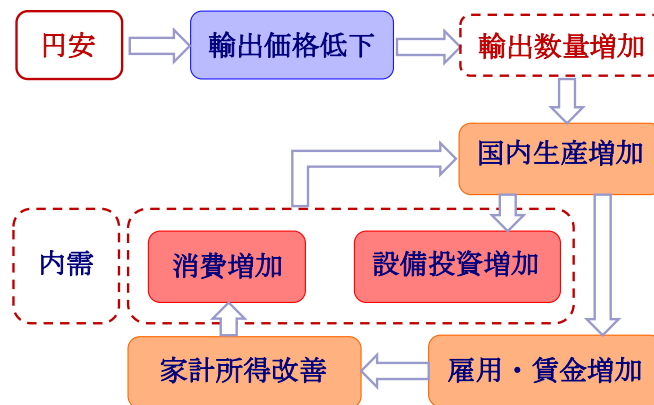 円安
輸出価格低下
輸出数量増加
国内生産増加
内需
消費増加
設備投資増加
家計所得改善
雇用・賃金増加